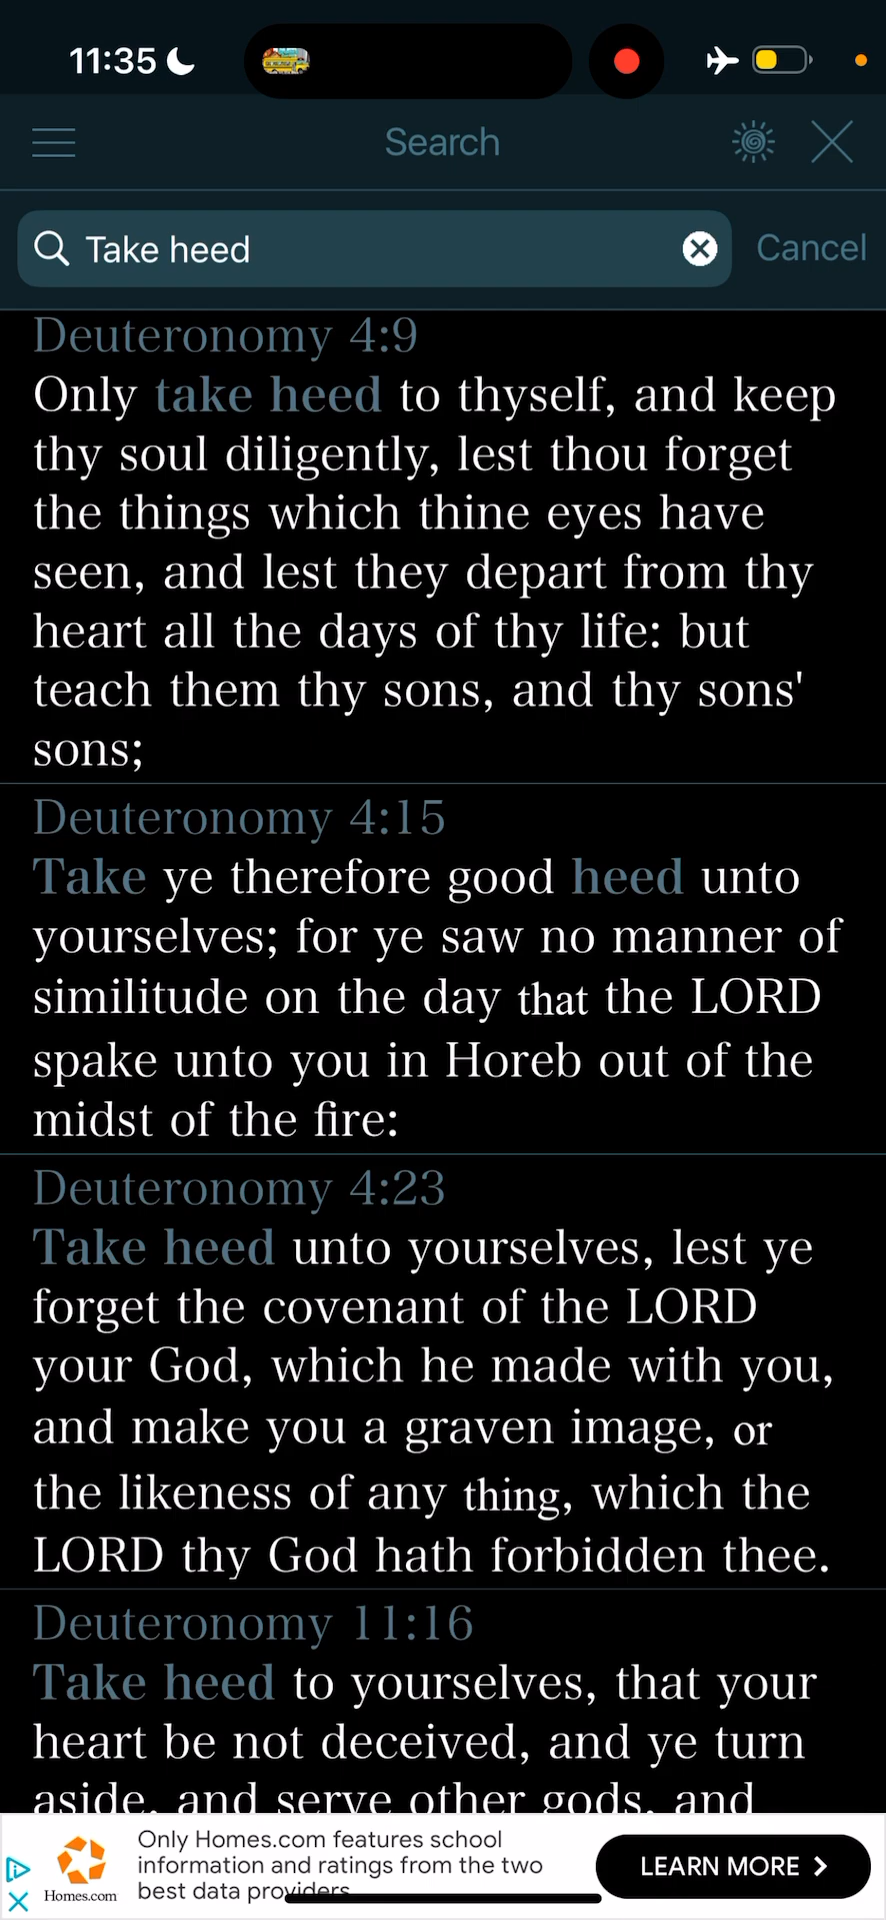 11:35
Search
Take heed
Cancel
Deuteronomy 4:9
Only take heed to thyself, and keep
thy soul diligently, lest thou forget
the things which thine eyes have
seen, and lest they depart from thy
heart all the days of thy life: but
teach them thy sons, and thy sons'
sons;
Deuteronomy 4:15
Take ye therefore good heed unto
yourselves; for ye saw no manner of
similitude on the day that the LORD
spake unto you in Horeb out of the
midst of the fire:
Deuteronomy 4:23
Take heed unto yourselves, lest ye
forget the covenant of the LORD
your God, which he made with you,
and make you a graven image, or
the likeness of any thing, which the
LORD thy God hath forbidden thee.
Deuteronomy 11:16
Take heed to yourselves, that your
heart be not deceived, and ye turn
aside, and serve other gods, and
Only Homes.com features school
information and ratings from the two
best data providers
Homes.com
LEARN MORE